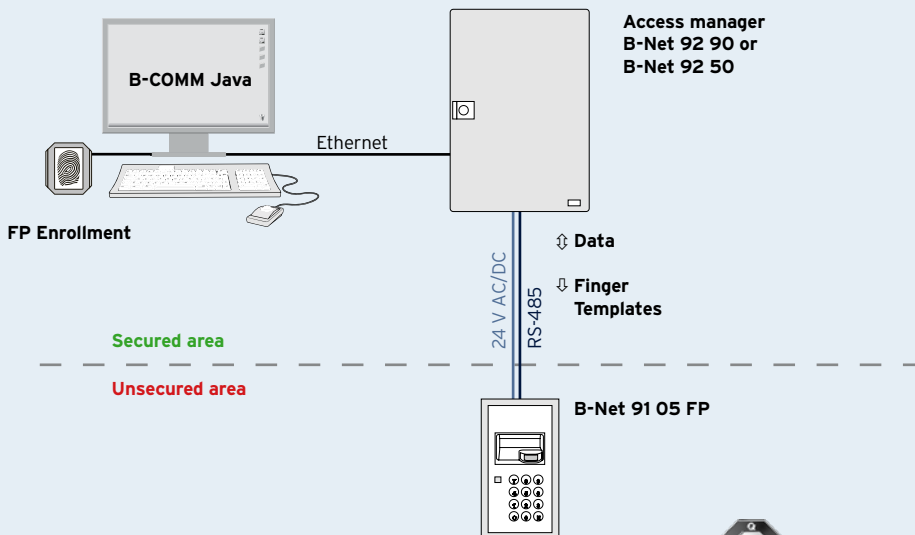 Access manager
B-Net 92 90 or
B-Net 92 50
B-COMM Java
Ethernet
FP Enrollment
24 V AC/DC
RS-485
⇳ Data
⇩ Finger
Templates
Secured area
Unsecured area
B-Net 91 05 FP